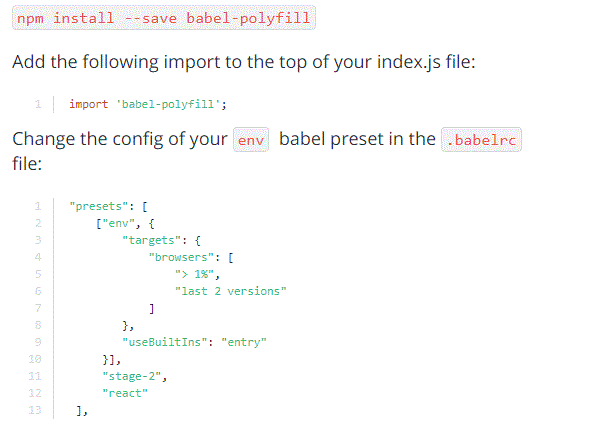 npm install --save babel-polyfill
Add the following import to the top of your index.js file:
1 import 'babel-polyfill';
Change the config of your env babel preset in the .babelrc
file:
1 "presets": [
2 ["env", {
3 "targets": {
4 "browsers": [
5 "> 1%",
6 "last 2 versions"
7 ]
8 },
9 "useBuiltIns": "entry"
10 }],
11 "stage-2",
12 "react"
13 ],